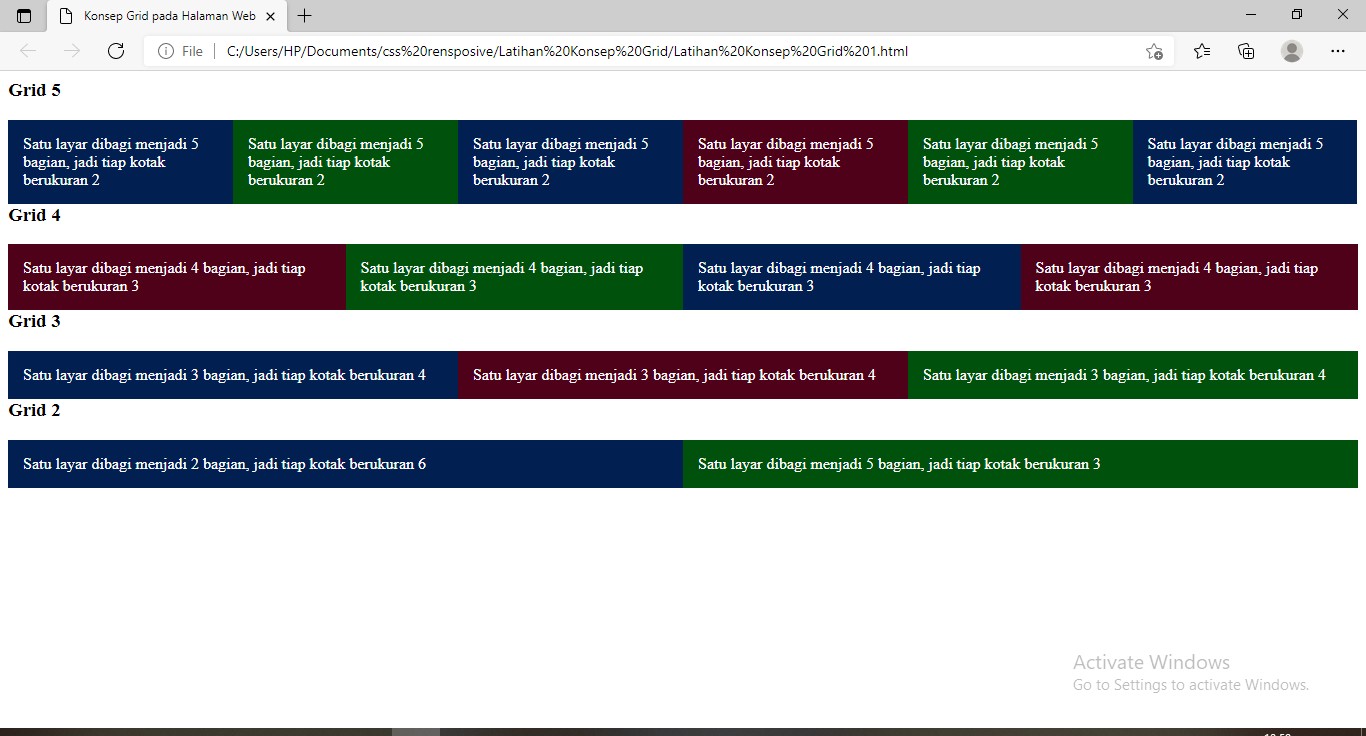 Konsep Grid pada Halaman Web
File
C:/Users/HP/Documents/css%20rensposive/Latihan%20Konsep%20Grid/Latihan%20Konsep%20Grid%201.html
Grid 5
Satu layar dibagi menjadi 5
bagian, jadi tiap kotak
berukuran 2
Satu layar dibagi menjadi 5
bagian, jadi tiap kotak
berukuran 2
Satu layar dibagi menjadi 5
bagian, jadi tiap kotak
berukuran 2
Satu layar dibagi menjadi 5
bagian, jadi tiap kotak
berukuran 2
Satu layar dibagi menjadi 5
bagian, jadi tiap kotak
berukuran 2
Satu layar dibagi menjadi 5
bagian, jadi tiap kotak
berukuran 2
Grid 4
Satu layar dibagi menjadi 4 bagian, jadi tiap
kotak berukuran 3
Satu layar dibagi menjadi 4 bagian, jadi tiap
kotak berukuran 3
Satu layar dibagi menjadi 4 bagian, jadi tiap
kotak berukuran 3
Satu layar dibagi menjadi 4 bagian, jadi tiap
kotak berukuran 3
Grid 3
Satu layar dibagi menjadi 3 bagian, jadi tiap kotak berukuran 4
Satu layar dibagi menjadi 3 bagian, jadi tiap kotak berukuran 4
Satu layar dibagi menjadi 3 bagian, jadi tiap kotak berukuran 4
Grid 2
Satu layar dibagi menjadi 2 bagian, jadi tiap kotak berukuran 6
Satu layar dibagi menjadi 5 bagian, jadi tiap kotak berukuran 3
Activate Windows
Go to Settings to activate Windows.